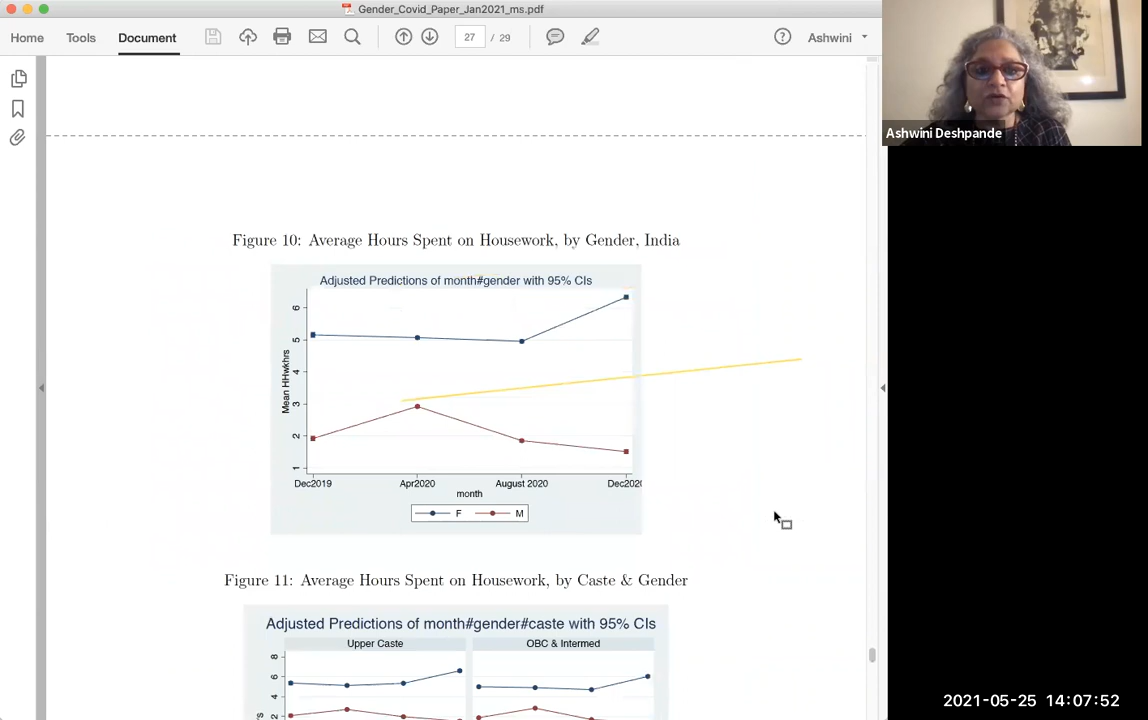 Gender_Covid_Paper_Jan2021_ms.pdf
Home Tools Document 27 / 29 Ashwini
Ashwini Deshpande
Figure 10: Average Hours Spent on Housework, by Gender, India
Adjusted Predictions of month#gender with 95% CIs
Mean HHwkhrs
6
5
4
3
2
1
Dec2019 Apr2020 August 2020 Dec2020
month
F M
Figure 11: Average Hours Spent on Housework, by Caste & Gender
Adjusted Predictions of month#gender#caste with 95% CIs
Upper Caste OBC & Intermed
8
6
4
2
2021-05-25 14:07:52